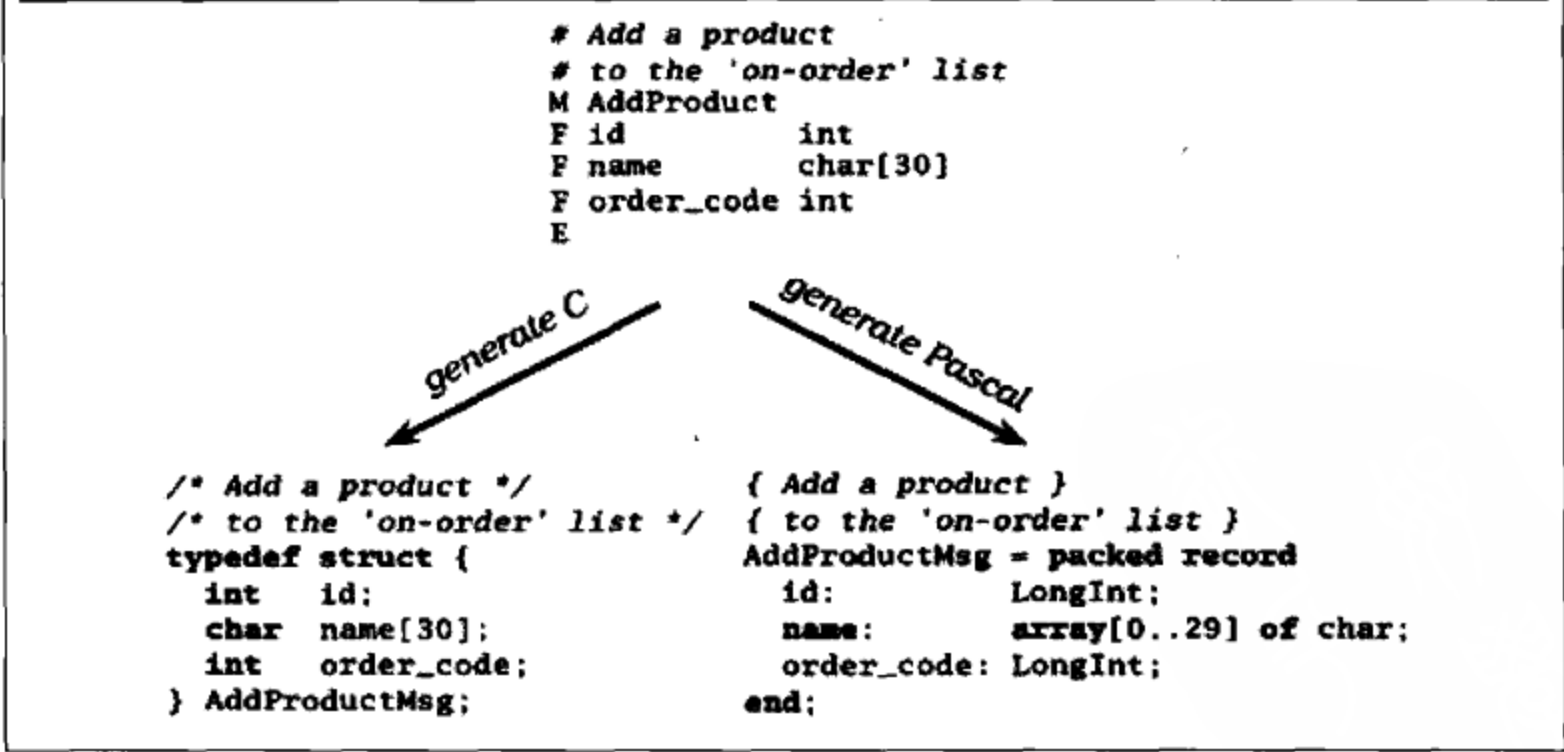 # Add a product
# to the 'on-order' list
M AddProduct
F id int
F name char[30]
F order_code int
E
generate C
generate Pascal
/* Add a product */
/* to the 'on-order' list */
typedef struct {
int id;
char name[30];
int order_code;
} AddProductMsg;
{ Add a product }
{ to the 'on-order' list }
AddProductMsg = packed record
id: LongInt;
name: array[0..29] of char;
order_code: LongInt;
end;